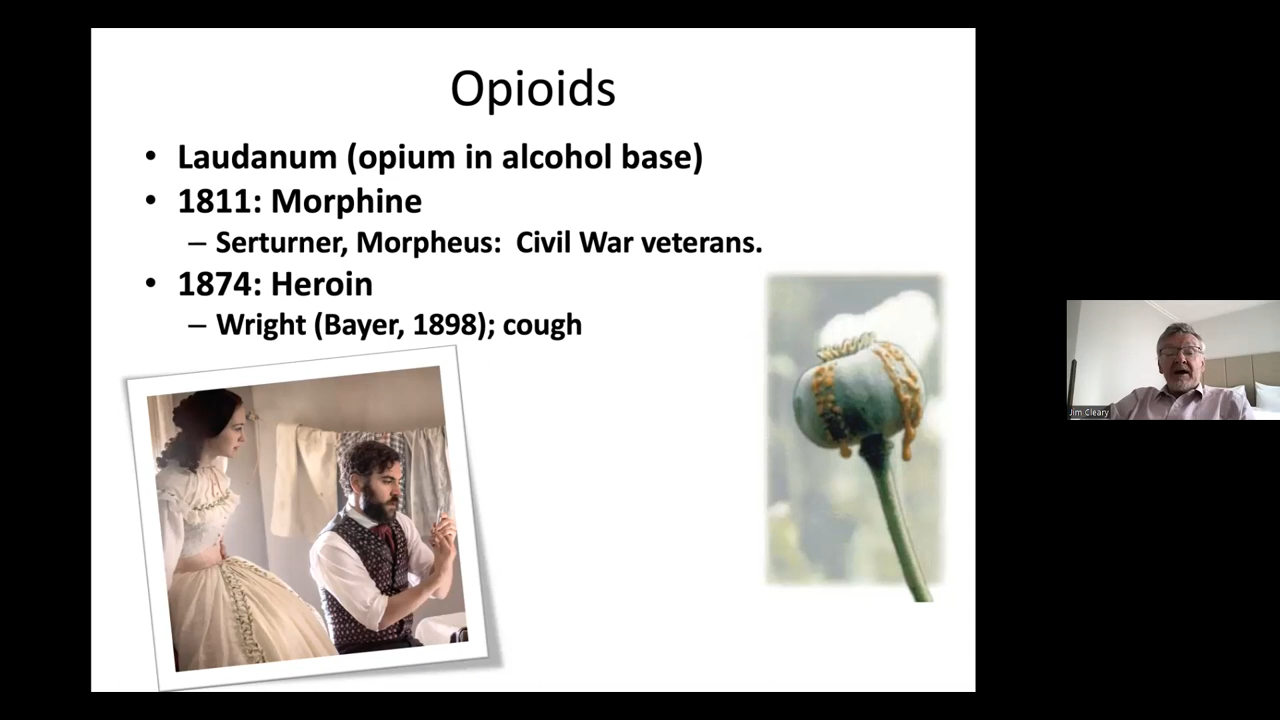 Opioids
• Laudanum (opium in alcohol base)
• 1811: Morphine
– Serturner, Morpheus:  Civil War veterans.
• 1874: Heroin
– Wright (Bayer, 1898); cough
Jim Cleary